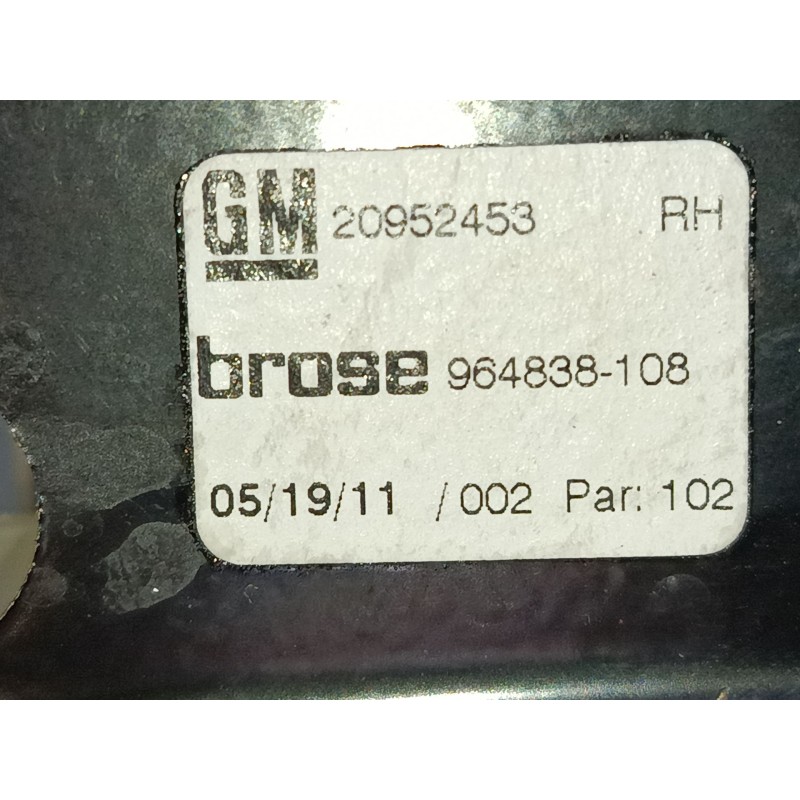 GM 20952453 RH
brose 964838-108
05/19/11 /002 Par: 102